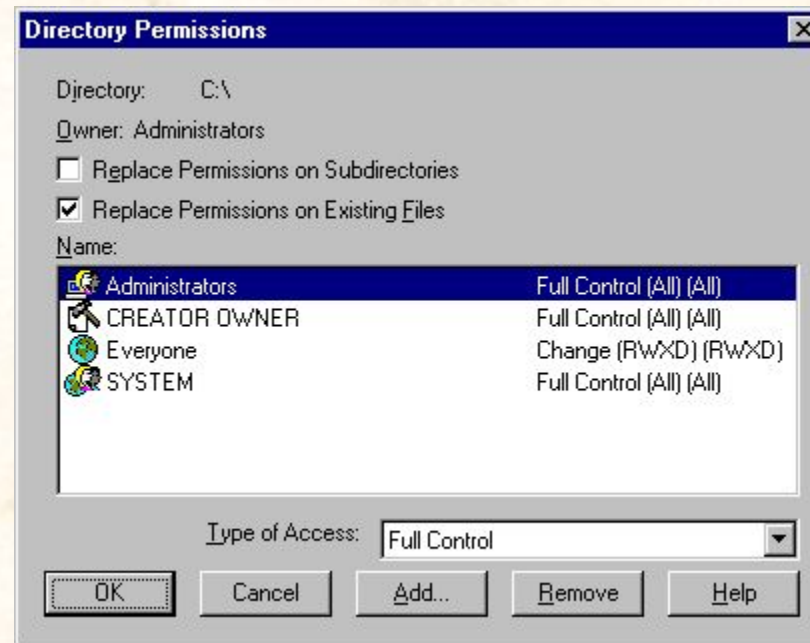 Directory Permissions
Directory: C:\
Owner: Administrators
Replace Permissions on Subdirectories
Replace Permissions on Existing Files
Name:
Administrators Full Control (All) (All)
CREATOR OWNER Full Control (All) (All)
Everyone Change (RWXD) (RWXD)
SYSTEM Full Control (All) (All)
Type of Access: Full Control
OK Cancel Add... Remove Help